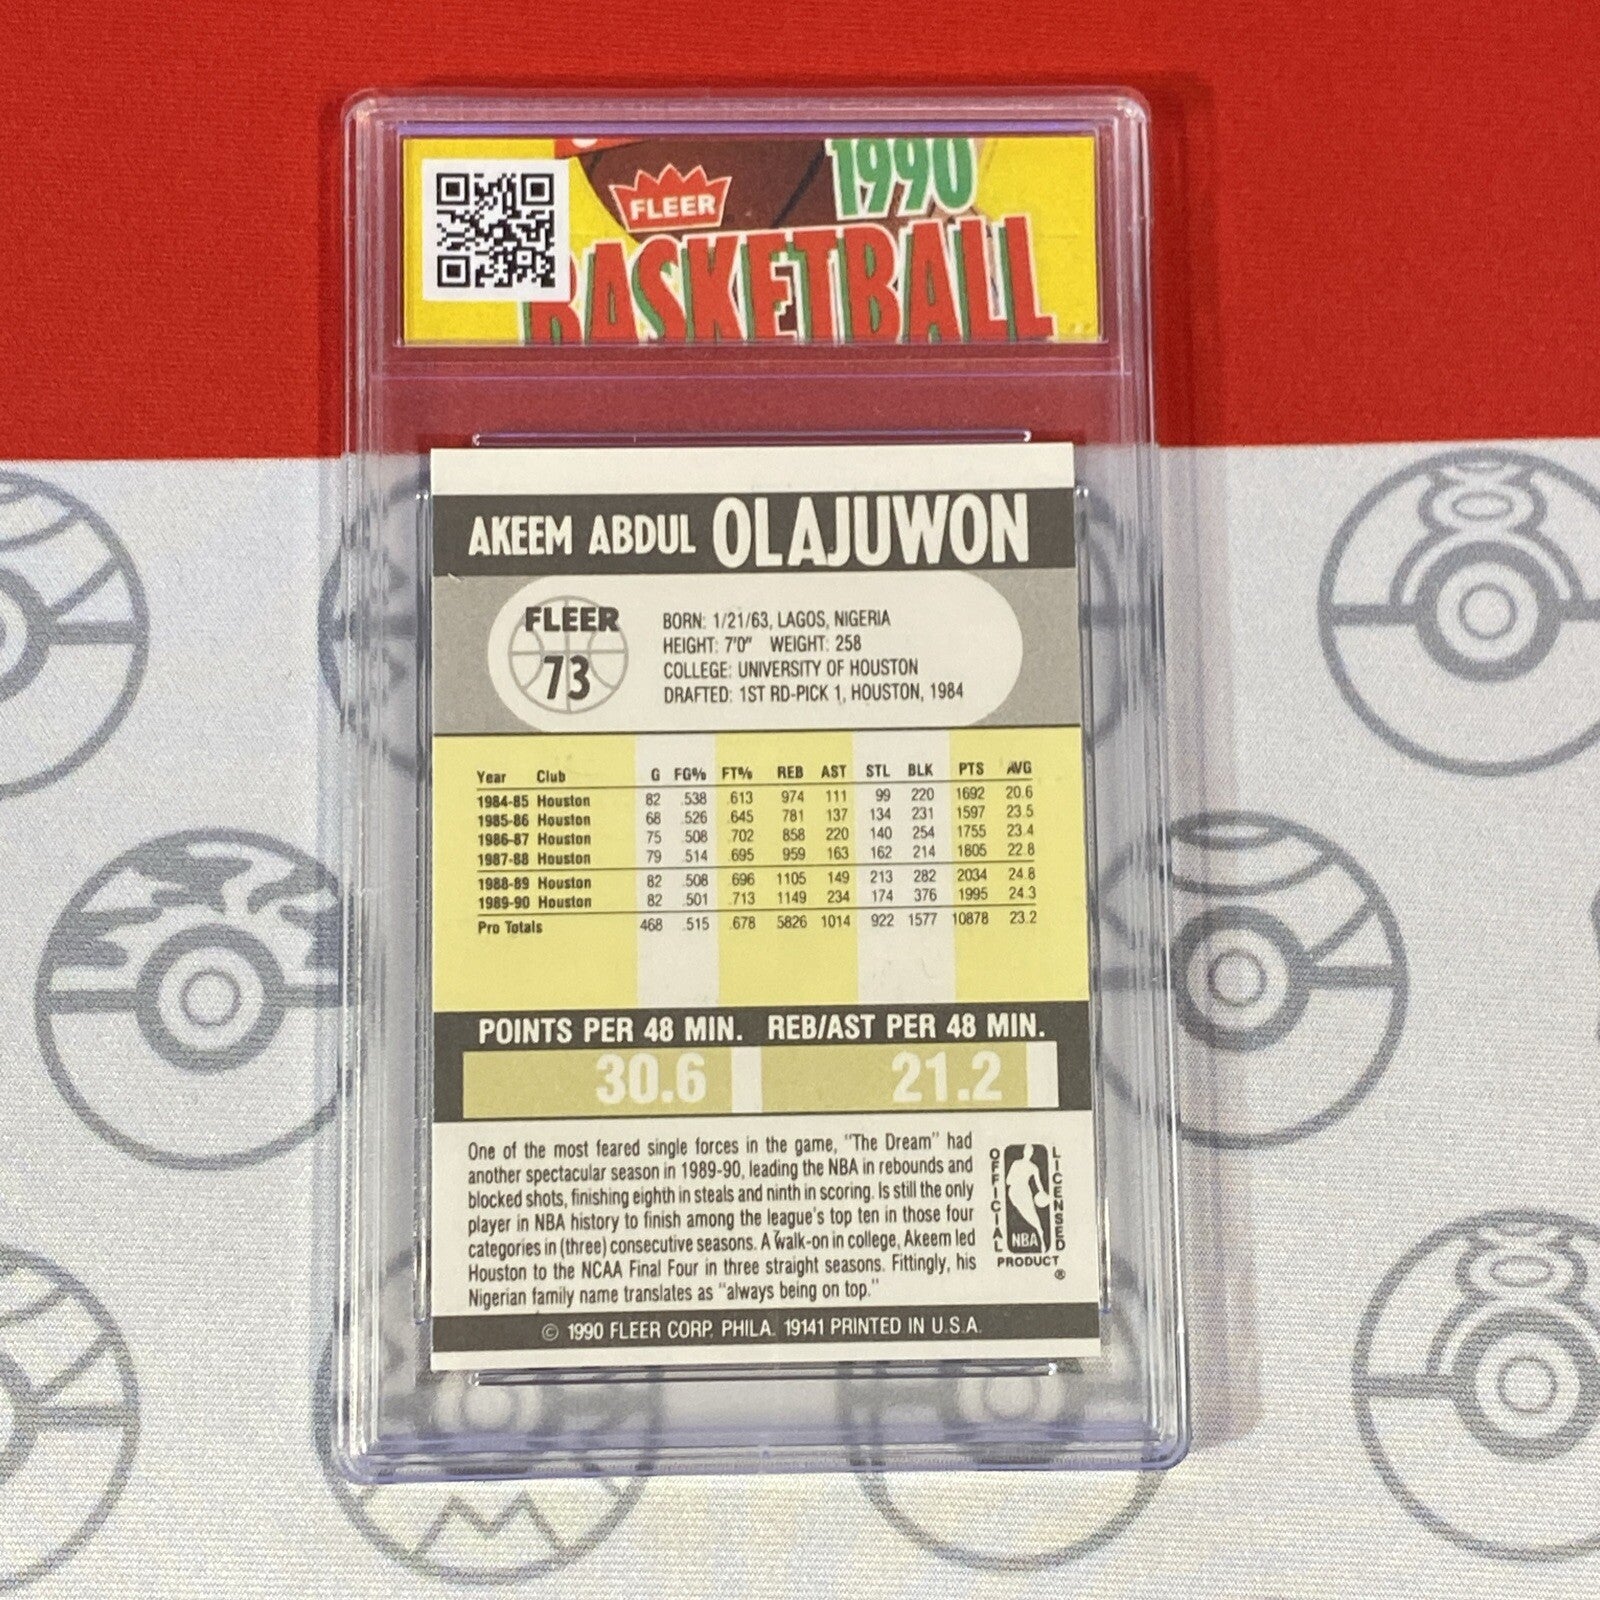 1990
FLEER
BASKETBALL
AKEEM ABDUL OLAJUWON
FLEER
73
BORN: 1/21/63, LAGOS, NIGERIA
HEIGHT: 7'0" WEIGHT: 258
COLLEGE: UNIVERSITY OF HOUSTON
DRAFTED: 1ST RD-PICK 1, HOUSTON, 1984
Year Club G FG% FT% REB AST STL BLK PTS AVG
1984-85 Houston 82 .538 .613 974 111 99 220 1692 20.6
1985-86 Houston 68 .526 .645 781 137 134 231 1597 23.5
1986-87 Houston 75 .508 .702 858 220 140 254 1755 23.4
1987-88 Houston 79 .514 .695 959 163 162 214 1805 22.8
1988-89 Houston 82 .508 .696 1105 149 213 282 2034 24.8
1989-90 Houston 82 .501 .713 1149 234 174 376 1995 24.3
Pro Totals 468 .515 .678 5826 1014 922 1577 10878 23.2
POINTS PER 48 MIN. REB/AST PER 48 MIN.
30.6 21.2
One of the most feared single forces in the game, "The Dream" had
another spectacular season in 1989-90, leading the NBA in rebounds and
blocked shots, finishing eighth in steals and ninth in scoring. Is still the only
player in NBA history to finish among the league's top ten in those four
categories in (three) consecutive seasons. A walk-on in college, Akeem led
Houston to the NCAA Final Four in three straight seasons. Fittingly, his
Nigerian family name translates as "always being on top."
OFFICIAL
LICENSED
NBA
PRODUCT
®
© 1990 FLEER CORP. PHILA. 19141 PRINTED IN U.S.A.